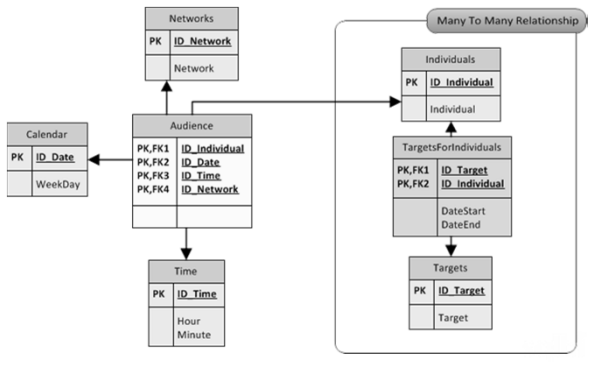 Networks
PK ID_Network
Network
Many To Many Relationship
Individuals
PK ID_Individual
Individual
Calendar
PK ID_Date
WeekDay
Audience
PK,FK1 ID_Individual
PK,FK2 ID_Date
PK,FK3 ID_Time
PK,FK4 ID_Network
TargetsForIndividuals
PK,FK1 ID_Target
PK,FK2 ID_Individual
DateStart
DateEnd
Time
PK ID_Time
Hour
Minute
Targets
PK ID_Target
Target